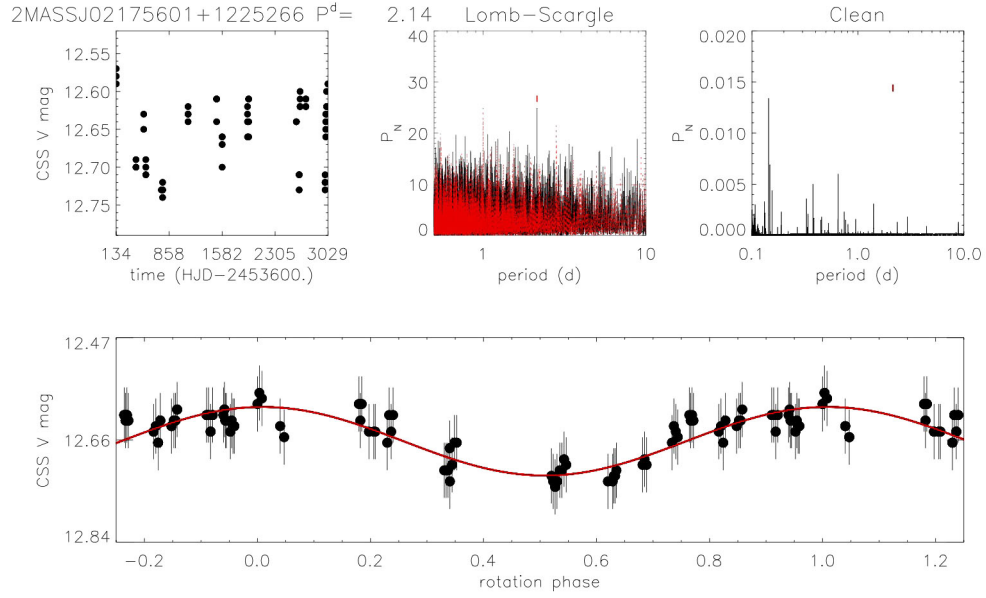 2MASSJ02175601+1225266 P^d= 2.14 Lomb-Scargle Clean
CSS V mag
12.55
12.60
12.65
12.70
12.75
134 858 1582 2305 3029
time (HJD-2453600.)
P_N
40
30
20
10
0
1 10
period (d)
P_N
0.020
0.015
0.010
0.005
0.000
0.1 1.0 10.0
period (d)
CSS V mag
12.47
12.66
12.84
-0.2 0.0 0.2 0.4 0.6 0.8 1.0 1.2
rotation phase